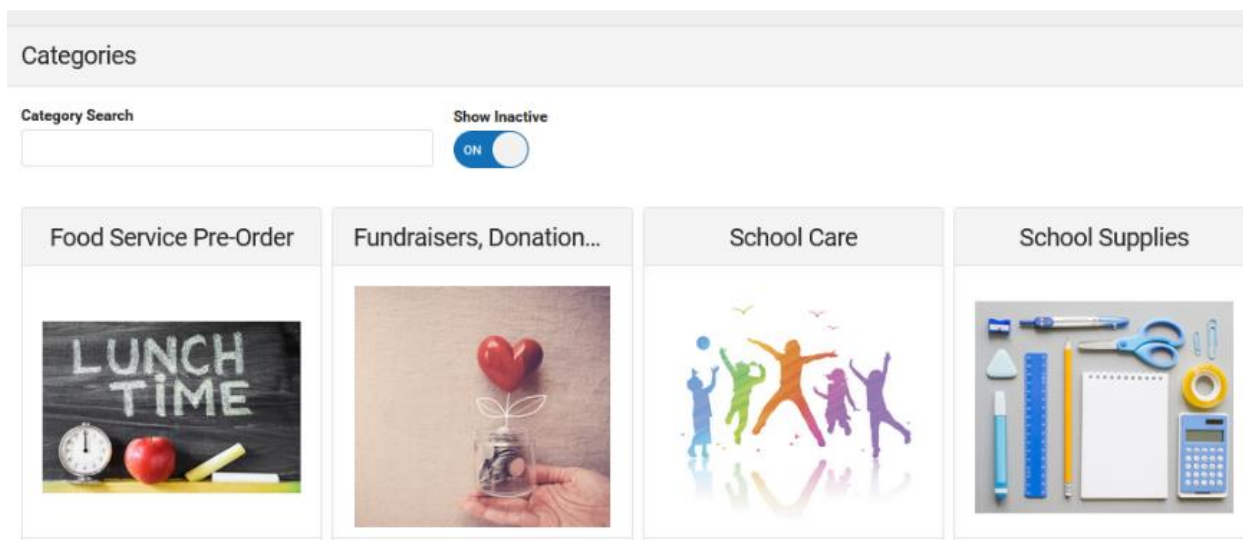 Categories
Category Search
Show Inactive
ON
Food Service Pre-Order
Fundraisers, Donation...
School Care
School Supplies
LUNCH
TiME